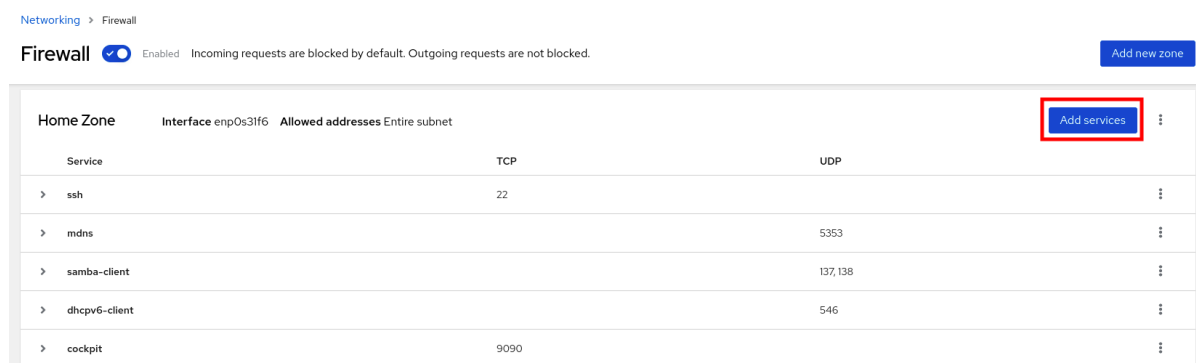 Networking > Firewall
Firewall Enabled Incoming requests are blocked by default. Outgoing requests are not blocked. Add new zone
Home Zone Interface enp0s31f6 Allowed addresses Entire subnet Add services
Service TCP UDP
ssh 22
mdns 5353
samba-client 137, 138
dhcpv6-client 546
cockpit 9090